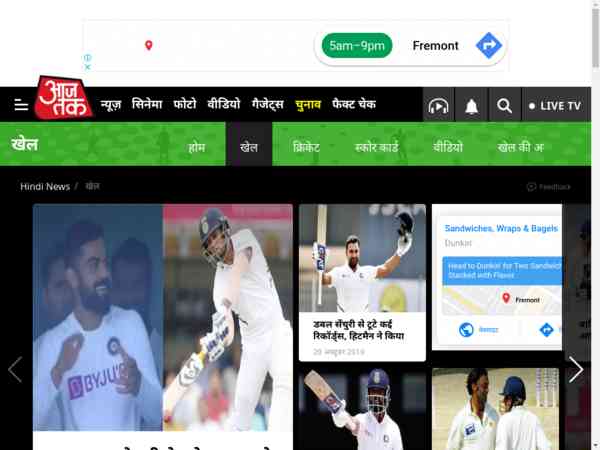 5am–9pm
Fremont
आज तक
न्यूज़ सिनेमा फोटो वीडियो गैजेट्स चुनाव फैक्ट चेक
LIVE TV
खेल
होम खेल क्रिकेट स्कोर कार्ड वीडियो खेल की अ
Hindi News / खेल
Feedback
BYJU'S
डबल सेंचुरी से टूटे कई
रिकॉर्ड्स, हिटमैन ने किया
20 अक्टूबर 2019
Sandwiches, Wraps & Bagels
Dunkin'
Head to Dunkin' for Two Sandwich
Stacked with Flavor.
Fremont